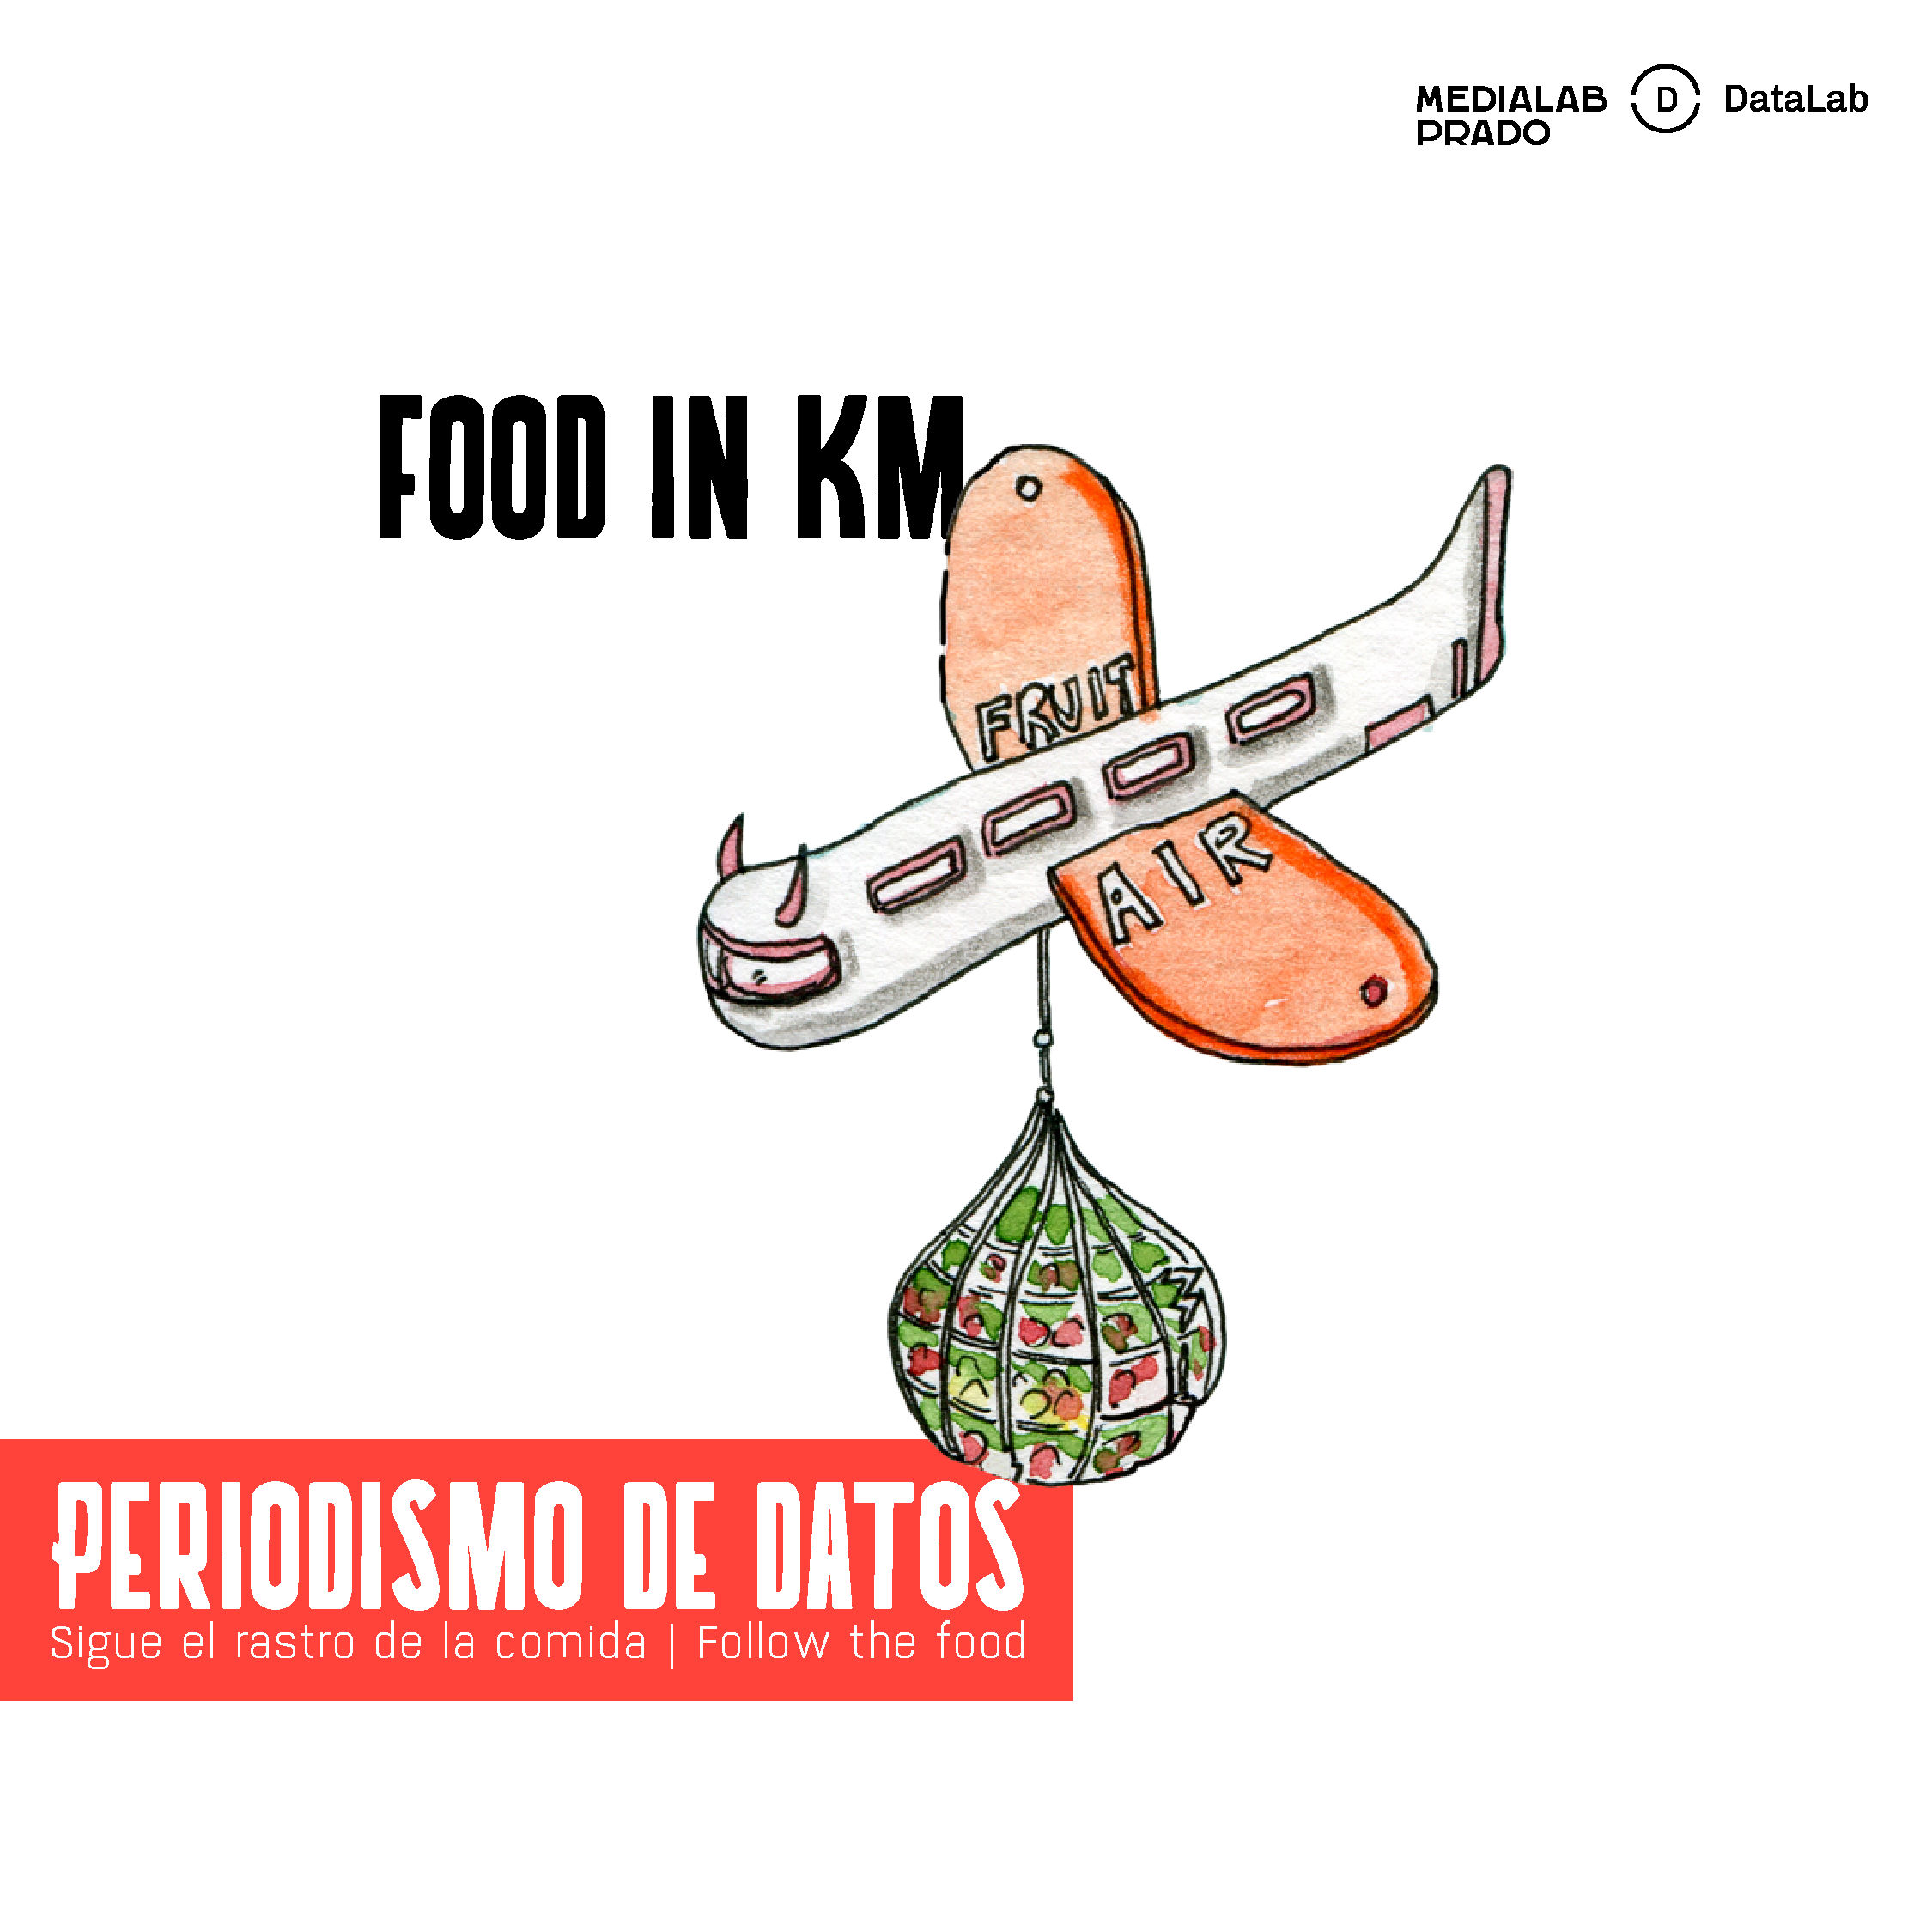 MEDIALAB
PRADO
D
DataLab
FOOD IN KM
FRUIT
AIR
PERIODISMO DE DATOS
Sigue el rastro de la comida | Follow the food